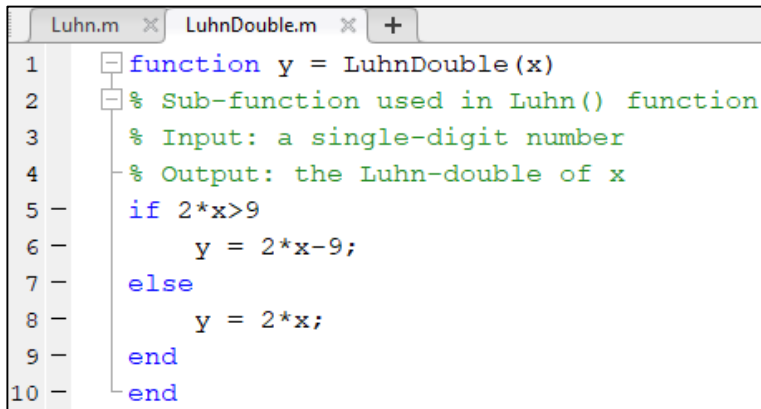 Luhn.m × LuhnDouble.m × +
1 function y = LuhnDouble(x)
2 % Sub-function used in Luhn() function
3 % Input: a single-digit number
4 % Output: the Luhn-double of x
5 – if 2*x>9
6 – y = 2*x-9;
7 – else
8 – y = 2*x;
9 – end
10 – end